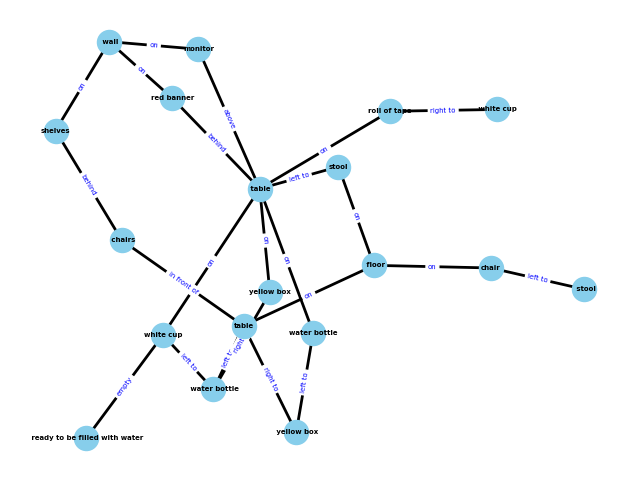 wall
on
monitor
on
on
red banner
above
roll of tape
right to
white cup
shelves
behind
on
stool
left to
table
behind
on
chairs
on
on
on
floor
on
chair
left to
stool
in front of
yellow box
on
white cup
table
water bottle
left to
left to
right
right to
left to
empty
water bottle
ready to be filled with water
yellow box